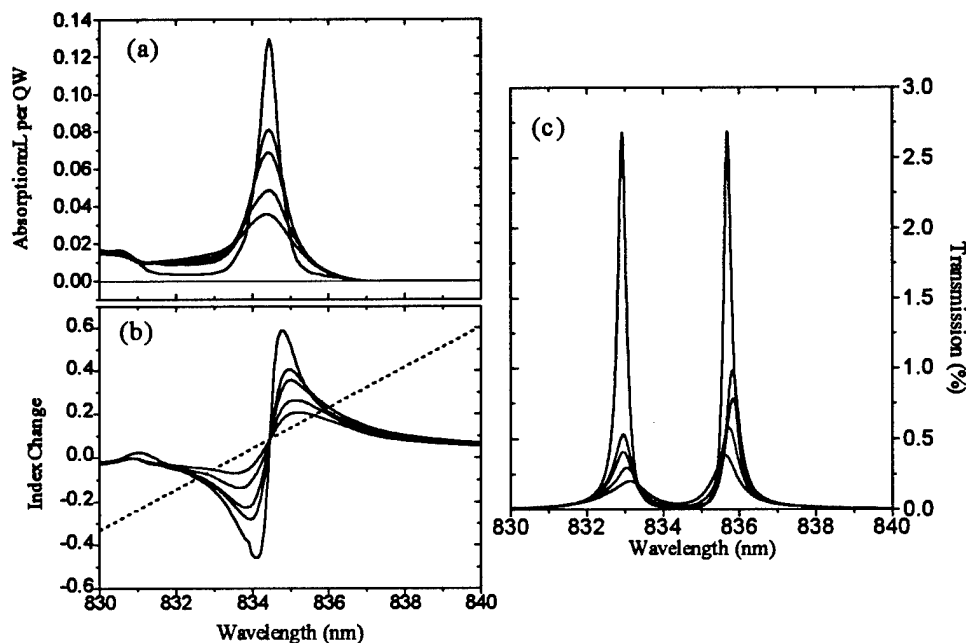 (a)
Absorption αL per QW
0.14
0.12
0.10
0.08
0.06
0.04
0.02
0.00
(b)
Index Change
0.6
0.4
0.2
0.0
-0.2
-0.4
-0.6
830 832 834 836 838 840
Wavelength (nm)
(c)
Transmission (%)
3.0
2.5
2.0
1.5
1.0
0.5
0.0
830 832 834 836 838 840
Wavelength (nm)